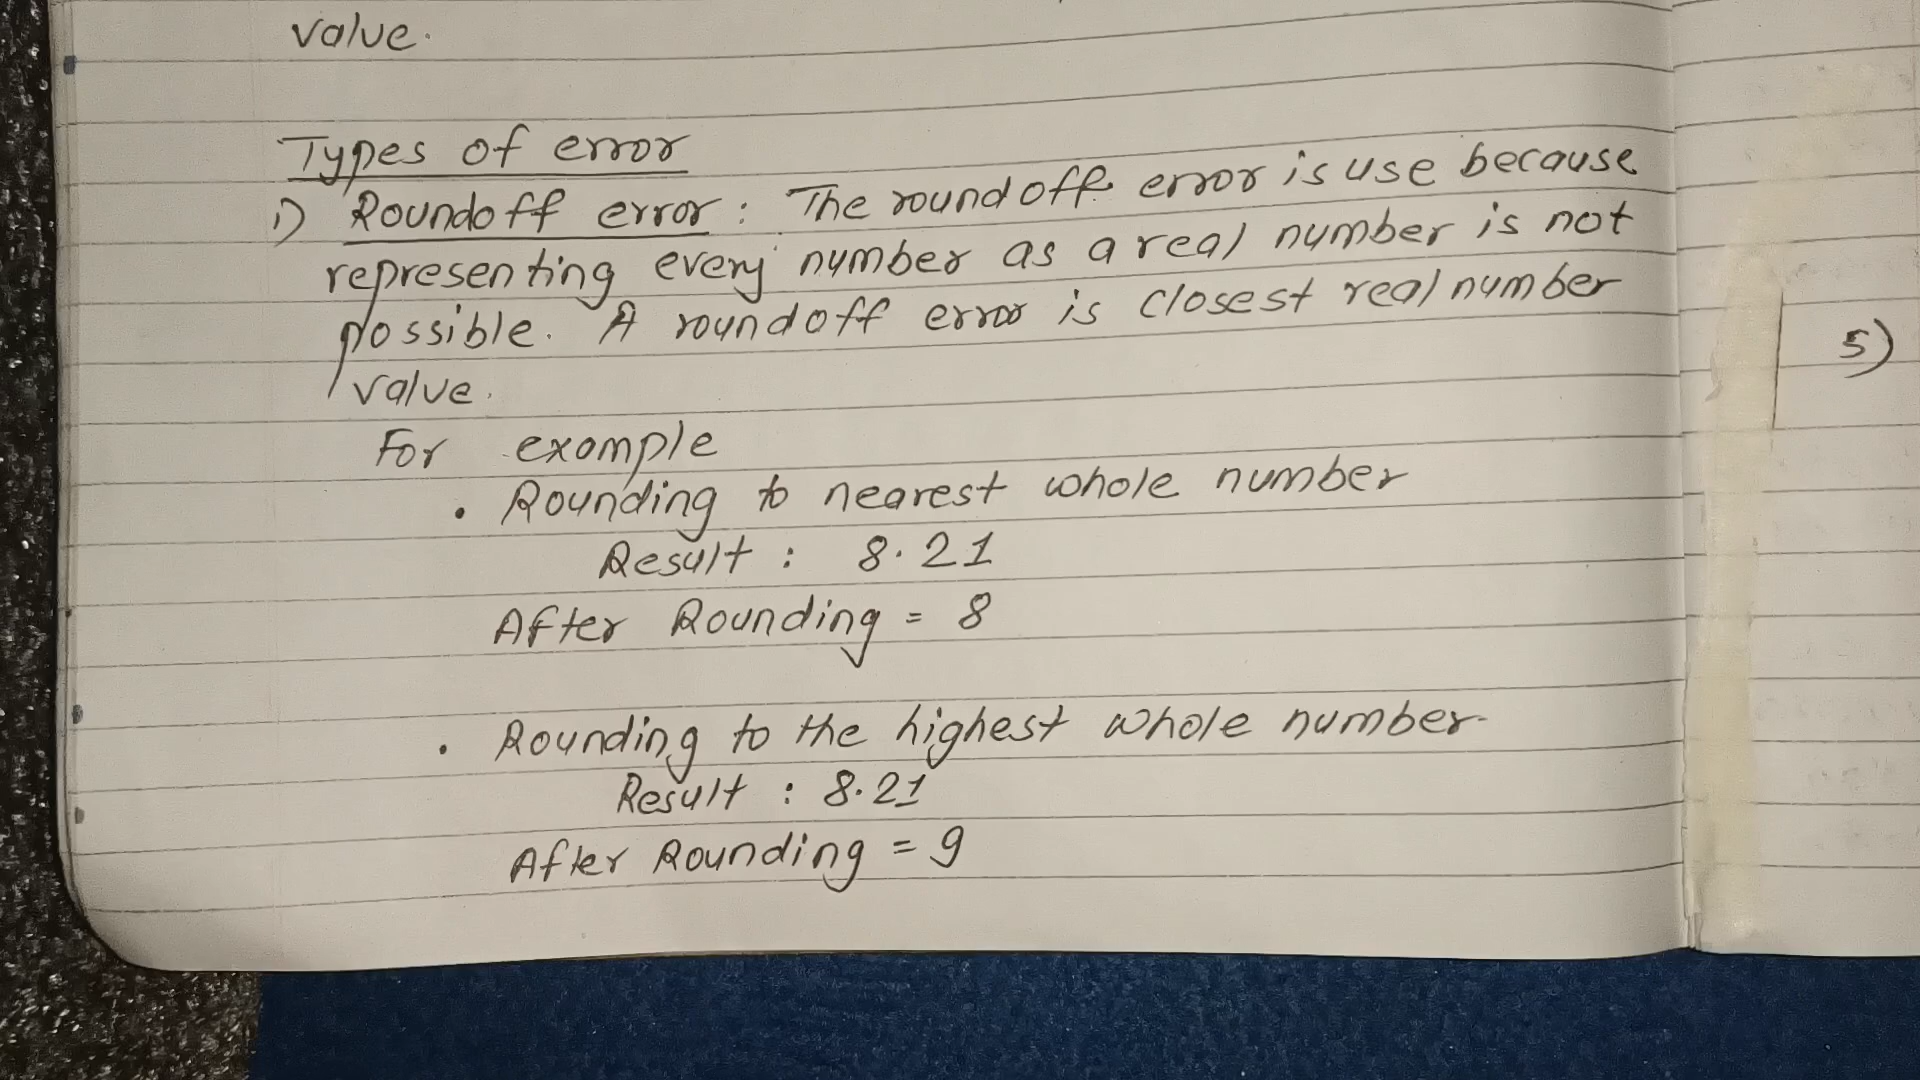 value.
Types of error
i) Roundoff error : The roundoff error is use because
representing every number as a real number is not
possible. A roundoff error is closest real number
value.
For example
• Rounding to nearest whole number
Result : 8.21
After Rounding = 8
• Rounding to the highest whole number
Result : 8.21
After Rounding = 9
5)